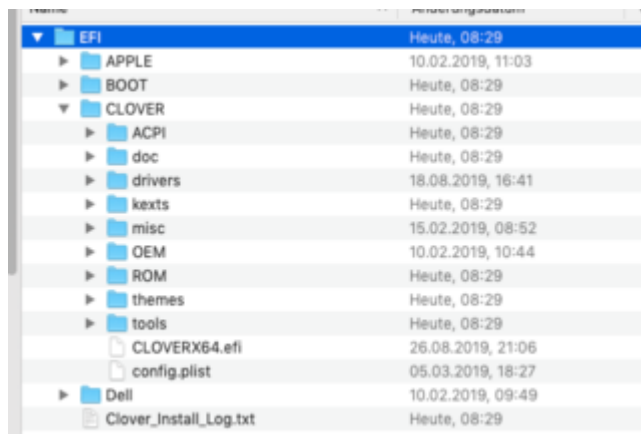 Name Änderungsdatum
EFI Heute, 08:29
APPLE 10.02.2019, 11:03
BOOT Heute, 08:29
CLOVER Heute, 08:29
ACPI Heute, 08:29
doc Heute, 08:29
drivers 18.08.2019, 16:41
kexts Heute, 08:29
misc 15.02.2019, 08:52
OEM 10.02.2019, 10:44
ROM Heute, 08:29
themes Heute, 08:29
tools Heute, 08:29
CLOVERX64.efi 26.08.2019, 21:06
config.plist 05.03.2019, 18:27
Dell 10.02.2019, 09:49
Clover_Install_Log.txt Heute, 08:29